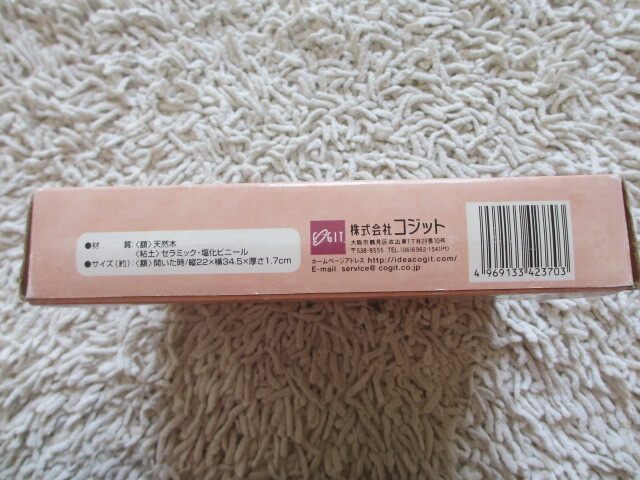 ●材　質：〈額〉天然木
〈粘土〉セラミック・塩化ビニール
●サイズ（約）：〈額〉開いた時/縦22×横34.5×厚さ1.7cm
COGIT
株式会社コジット
大阪市鶴見区放出東1丁目29番10号
〒538-8555 TEL (06)6962-1541(代)
ホームページアドレス http://ideacogit.com/
E-mail service@cogit.co.jp
4 969133 423703